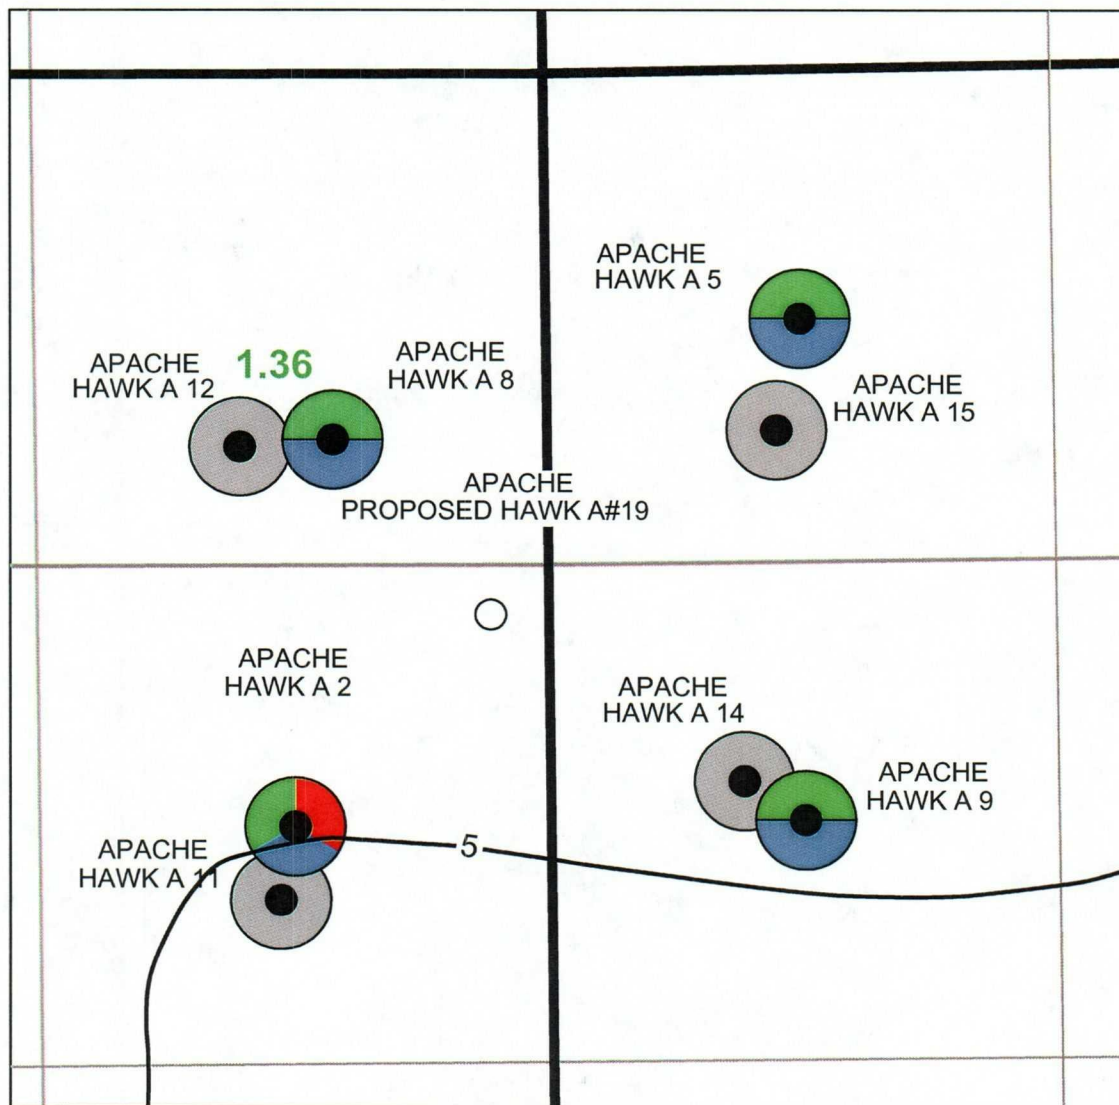 APACHE
HAWK A 5
APACHE
HAWK A 12
1.36
APACHE
HAWK A 8
APACHE
HAWK A 15
APACHE
PROPOSED HAWK A#19
APACHE
HAWK A 2
APACHE
HAWK A 14
APACHE
HAWK A 9
APACHE
HAWK A 11
5